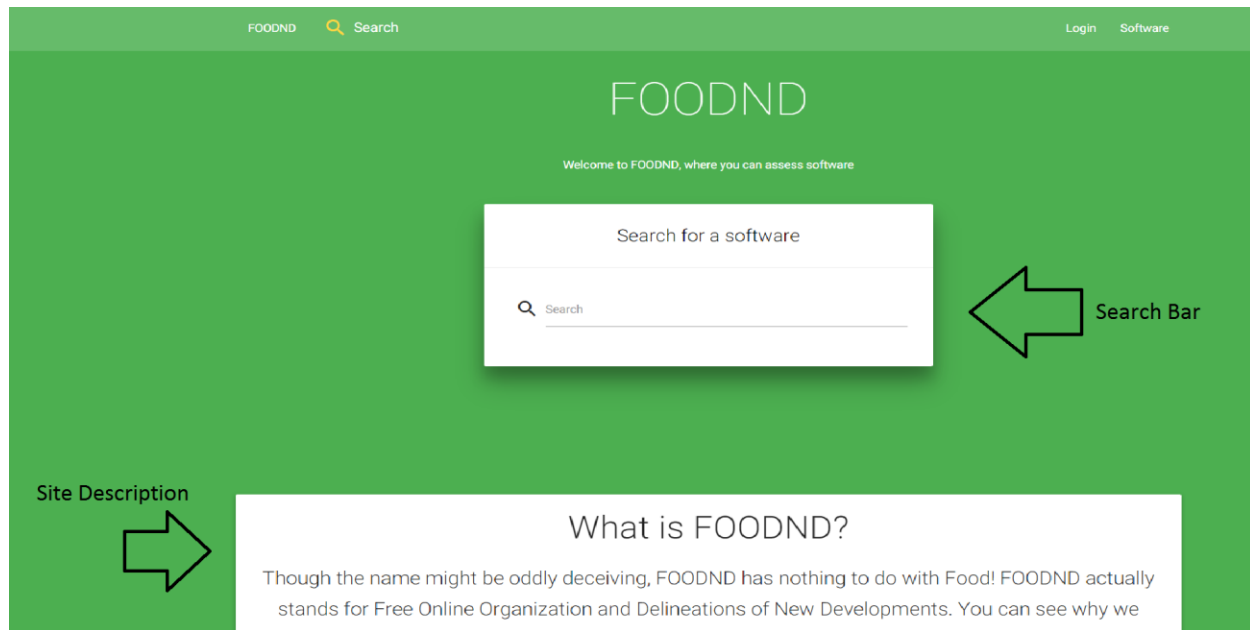 FOODND Search Login Software
FOODND
Welcome to FOODND, where you can assess software
Search for a software
Search
Search Bar
Site Description
What is FOODND?
Though the name might be oddly deceiving, FOODND has nothing to do with Food! FOODND actually
stands for Free Online Organization and Delineations of New Developments. You can see why we